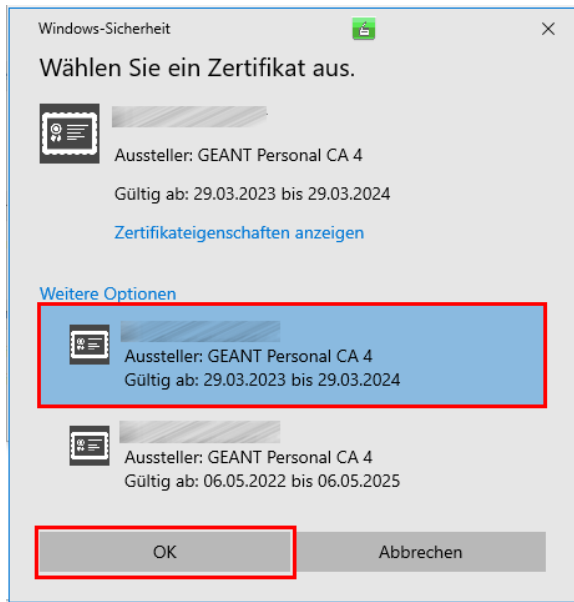 Windows-Sicherheit
Wählen Sie ein Zertifikat aus.
Aussteller: GEANT Personal CA 4
Gültig ab: 29.03.2023 bis 29.03.2024
Zertifikateigenschaften anzeigen
Weitere Optionen
Aussteller: GEANT Personal CA 4
Gültig ab: 29.03.2023 bis 29.03.2024
Aussteller: GEANT Personal CA 4
Gültig ab: 06.05.2022 bis 06.05.2025
OK Abbrechen